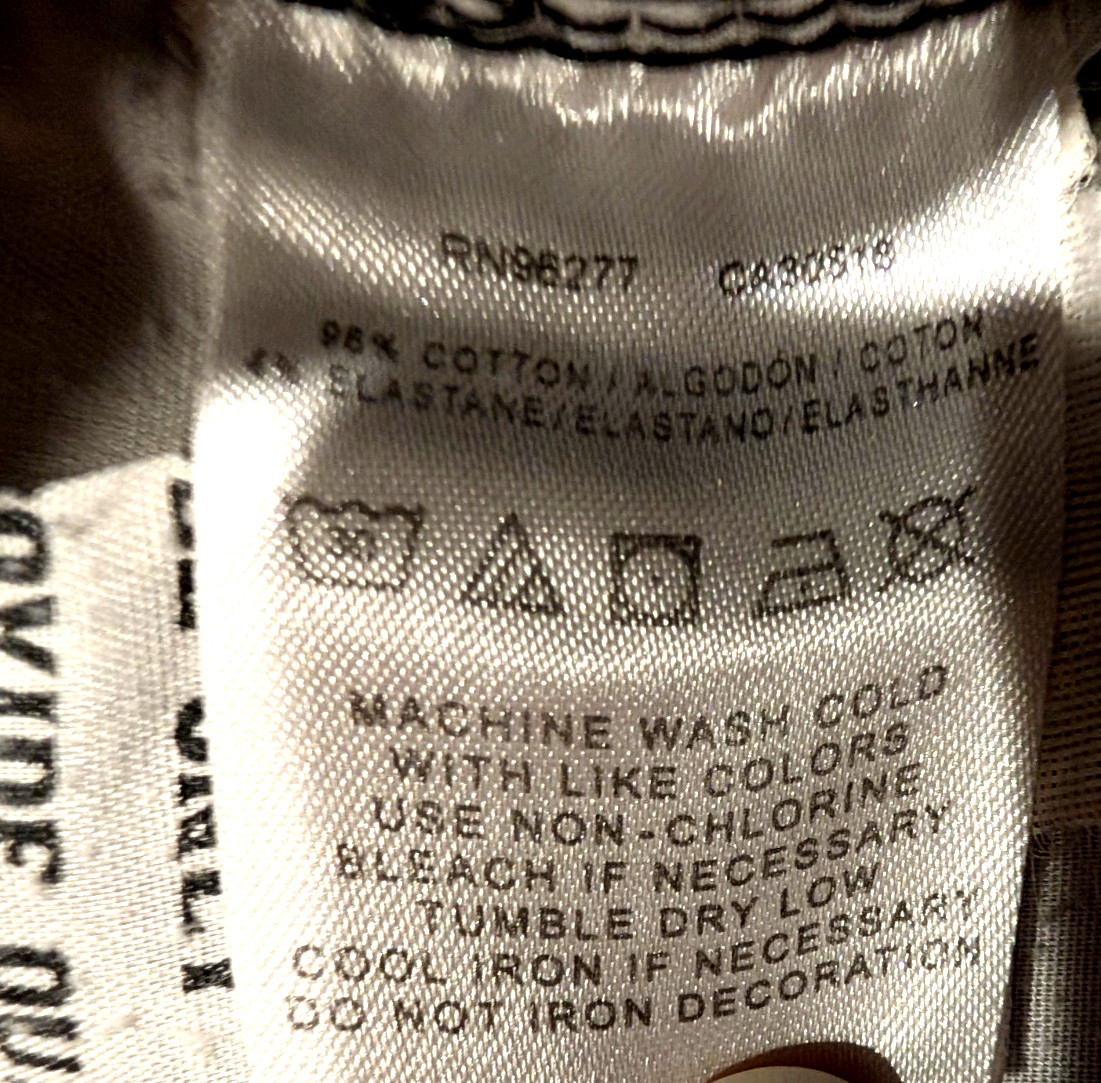 RN96277
COTTON / ALGODÓN / COTON
ELASTANE/ELASTANO/ELASTHANNE
MACHINE WASH COLD
WITH LIKE COLORS
USE NON-CHLORINE
BLEACH IF NECESSARY
TUMBLE DRY LOW
COOL IRON IF NECESSARY
DO NOT IRON DECORATION